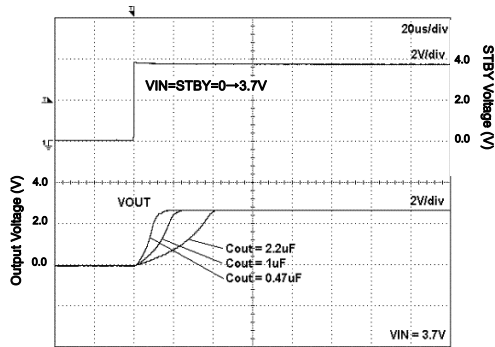 20us/div
2V/div
4.0
VIN=STBY=0→3.7V
2.0
0.0
STBY Voltage (V)
4.0
VOUT
2V/div
2.0
Cout = 2.2uF
Cout = 1uF
Cout = 0.47uF
0.0
Output Voltage (V)
VIN = 3.7V